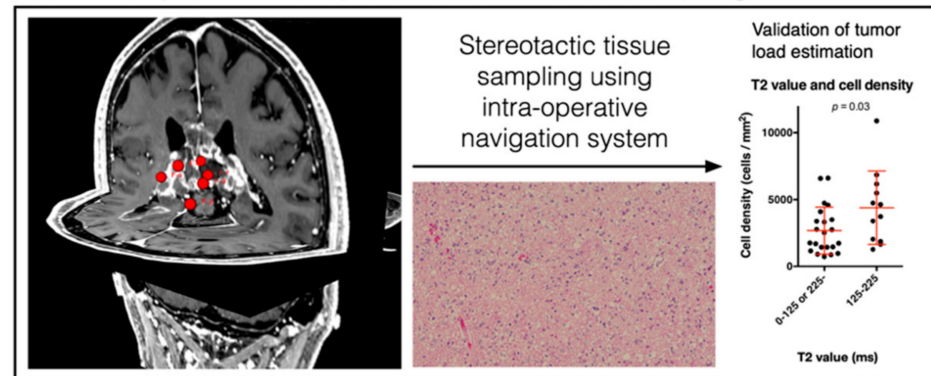 Stereotactic tissue
sampling using
intra-operative
navigation system
Validation of tumor
load estimation
T2 value and cell density
p = 0.03
Cell density (cells / mm²)
10000
5000
0
0-125 or 225-
125-225
T2 value (ms)